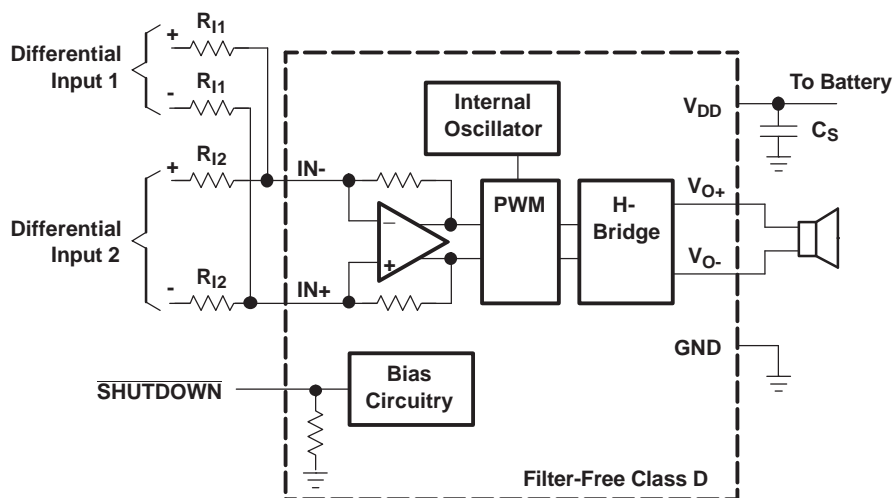 Differential
Input 1
+
R_I1
-
R_I1
Differential
Input 2
+
R_I2
-
R_I2
IN-
IN+
SHUTDOWN
Internal
Oscillator
−
+
PWM
H-
Bridge
Bias
Circuitry
V_DD
To Battery
C_S
V_O+
V_O-
GND
Filter-Free Class D